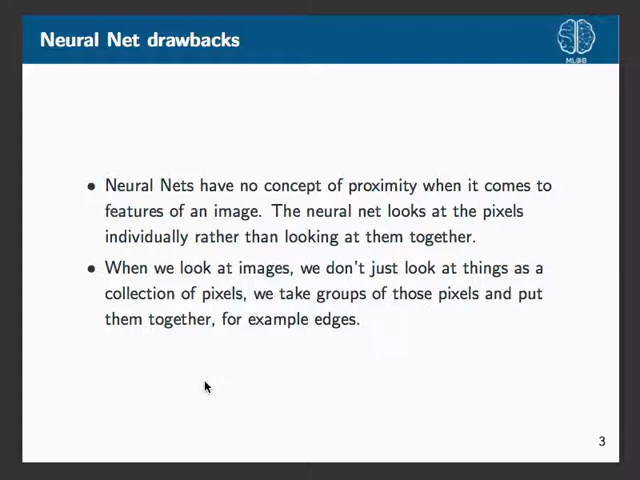 Neural Net drawbacks
ML@B
• Neural Nets have no concept of proximity when it comes to
features of an image. The neural net looks at the pixels
individually rather than looking at them together.
• When we look at images, we don't just look at things as a
collection of pixels, we take groups of those pixels and put
them together, for example edges.
3